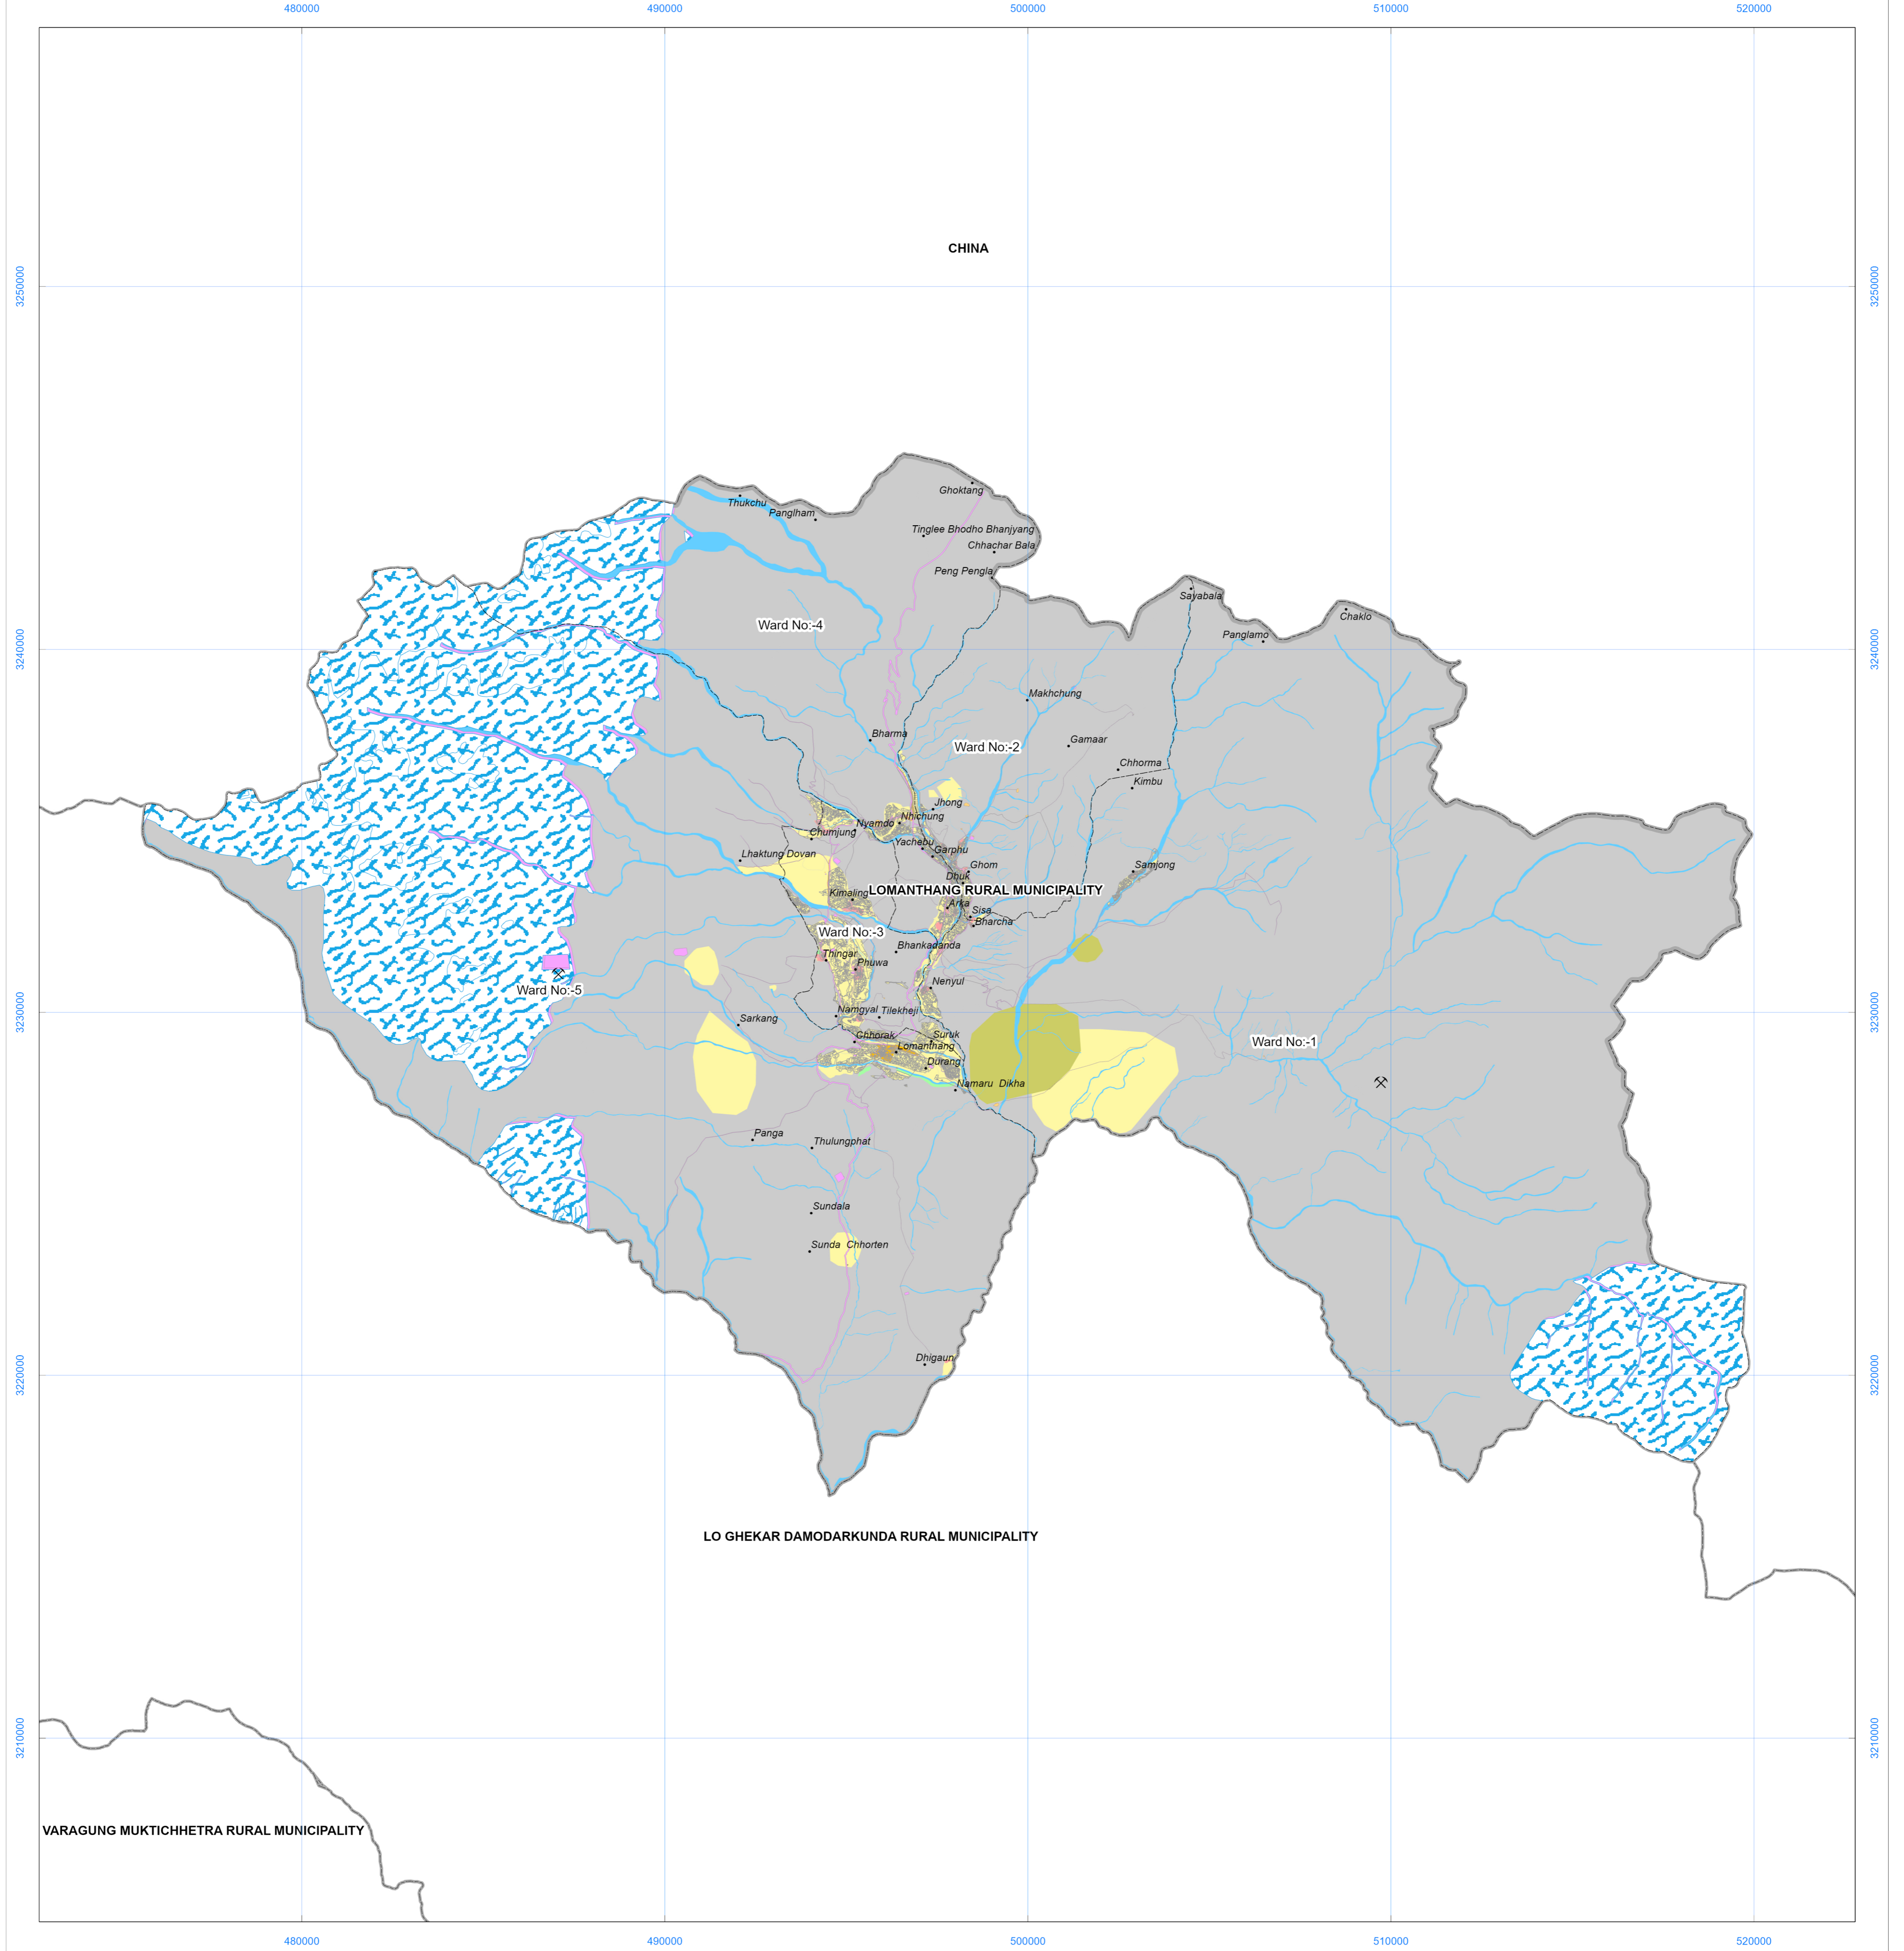 480000 490000 500000 510000 520000
CHINA
3250000 3250000
Ghoktang
Thukchu
Panglham
Tinglee Bhodho Bhanjyang
Chhachar Bala
Peng Pengla
Sayabala
Chaklo
Ward No:-4
Panglamo
3240000 3240000
Makhchung
Bharma
Gamaar
Ward No:-2
Chhorma
Kimbu
Jhong
Nhichung
Nyamdo
Chumjung
Yachebu
Garphu
Lhaktung Dovan
Ghom
Samjong
Dhuk
LOMANTHANG RURAL MUNICIPALITY
Kimaling
Arka
Sisa
Bharcha
Ward No:-3
Bhankadanda
Thingar
Phuwa
Nenyul
Ward No:-5
Namgyal
Tilekheji
3230000 3230000
Sarkang
Chhorak
Suruk
Ward No:-1
Lomanthang
Durang
Namaru Dikha
Panga
Thulungphat
Sundala
Sunda Chhorten
Dhigaun
3220000 3220000
LO GHEKAR DAMODARKUNDA RURAL MUNICIPALITY
3210000 3210000
VARAGUNG MUKTICHHETRA RURAL MUNICIPALITY
480000 490000 500000 510000 520000